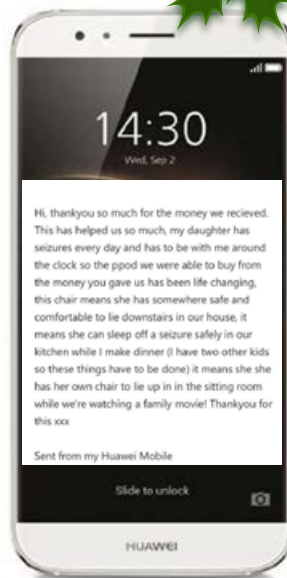 14:30
Wed, Sep 2
Hi, thankyou so much for the money we recieved.
This has helped us so much, my daughter has
seizures every day and has to be with me around
the clock so the ppod we were able to buy from
the money you gave us has been life changing,
this chair means she has somewhere safe and
comfortable to lie downstairs in our house, it
means she can sleep off a seizure safely in our
kitchen while I make dinner (I have two other kids
so these things have to be done) it means she she
has her own chair to lie up in in the sitting room
while we're watching a family movie! Thankyou for
this xxx
Sent from my Huawei Mobile
Slide to unlock
HUAWEI